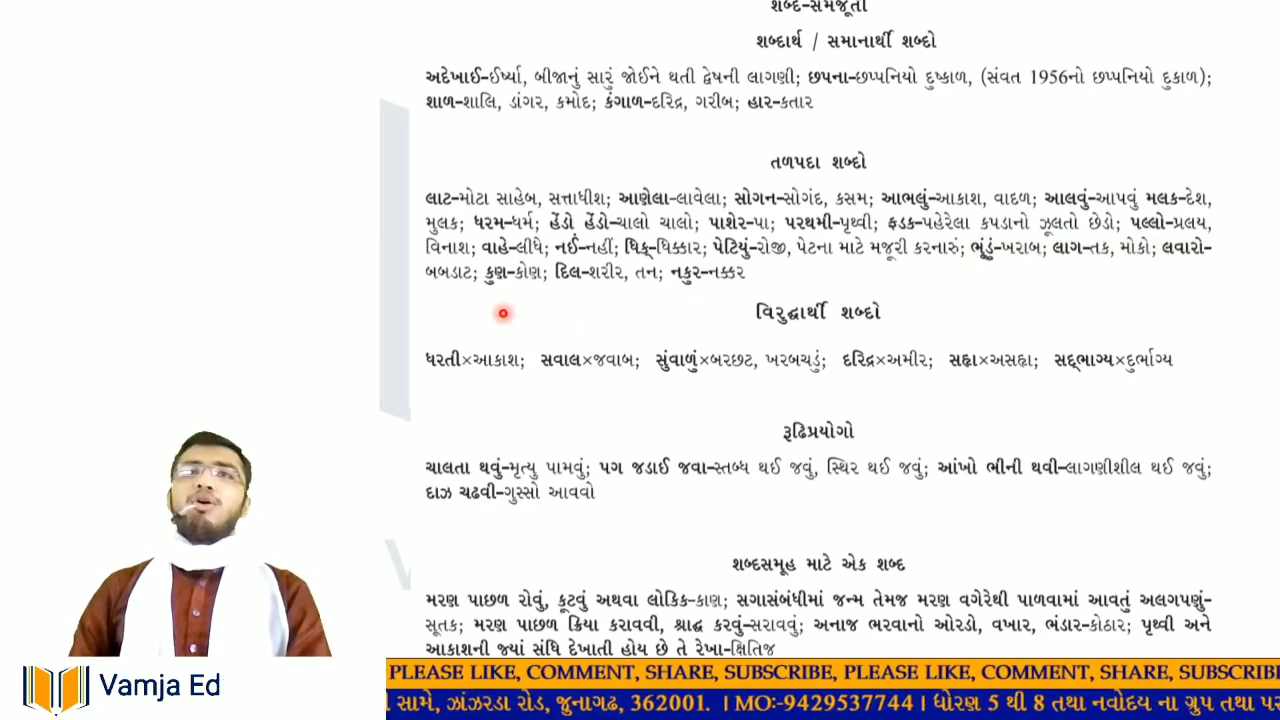 શબ્દ-સમજૂતી
શબ્દાર્થ / સમાનાર્થી શબ્દો
અદેખાઈ-ઈર્ષ્યા, બીજાનું સારું જોઈને થતી દ્વેષની લાગણી; છપના-છપ્પનિયો દુષ્કાળ, (સંવત 1956નો છપ્પનિયો દુકાળ);
શાળ-શાલિ, ડાંગર, કમોદ; કંગાળ-દરિદ્ર, ગરીબ; હાર-કતાર
તળપદા શબ્દો
લાટ-મોટા સાહેબ, સત્તાધીશ; આણેલા-લાવેલા; સોગન-સોગંદ, કસમ; આભલું-આકાશ, વાદળ; આલવું-આપવું મલક-દેશ,
મુલક; ધરમ-ધર્મ; હેંડો હેંડો-ચાલો ચાલો; પાશેર-પા; પરથમી-પૃથ્વી; ફડક-પહેરેલા કપડાનો ઝૂલતો છેડો; પલ્લો-પ્રલય,
વિનાશ; વાહે-લીધે; નઈં-નહીં; ધિક્-ધિક્કાર; પેટિયું-રોજી, પેટના માટે મજૂરી કરનારું; ભૂંડું-ખરાબ; લાગ-તક, મોકો; લવારો-
બબડાટ; કુણ-કોણ; દિલ-શરીર, તન; નકુર-નક્કર
વિરુદ્ધાર્થી શબ્દો
ધરતી×આકાશ; સવાલ×જવાબ; સુંવાળું×બરછટ, ખરબચડું; દરિદ્ર×અમીર; સહ્ય×અસહ્ય; સદ્ભાગ્ય×દુર્ભાગ્ય
રૂઢિપ્રયોગો
ચાલતા થવું-મૃત્યુ પામવું; પગ જડાઈ જવા-સ્તબ્ધ થઈ જવું, સ્થિર થઈ જવું; આંખો ભીની થવી-લાગણીશીલ થઈ જવું;
દાઝ ચઢવી-ગુસ્સો આવવો
શબ્દસમૂહ માટે એક શબ્દ
મરણ પાછળ રોવું, કૂટવું અથવા લોકિક-કાણ; સગાસંબંધીમાં જન્મ તેમજ મરણ વગેરેથી પાળવામાં આવતું અલગપણું-
સૂતક; મરણ પાછળ ક્રિયા કરાવવી, શ્રાદ્ધ કરવું-સરાવવું; અનાજ ભરવાનો ઓરડો, વખાર, ભંડાર-કોઠાર; પૃથ્વી અને
આકાશની જ્યાં સંધિ દેખાતી હોય છે તે રેખા-ક્ષિતિજ
Vamja Ed
PLEASE LIKE, COMMENT, SHARE, SUBSCRIBE, PLEASE LIKE, COMMENT, SHARE, SUBSCRIBE
સામે, ઝાંઝરડા રોડ, જુનાગઢ, 362001. | MO:-9429537744 | ધોરણ 5 થી 8 તથા નવોદય ના ગ્રુપ તથા